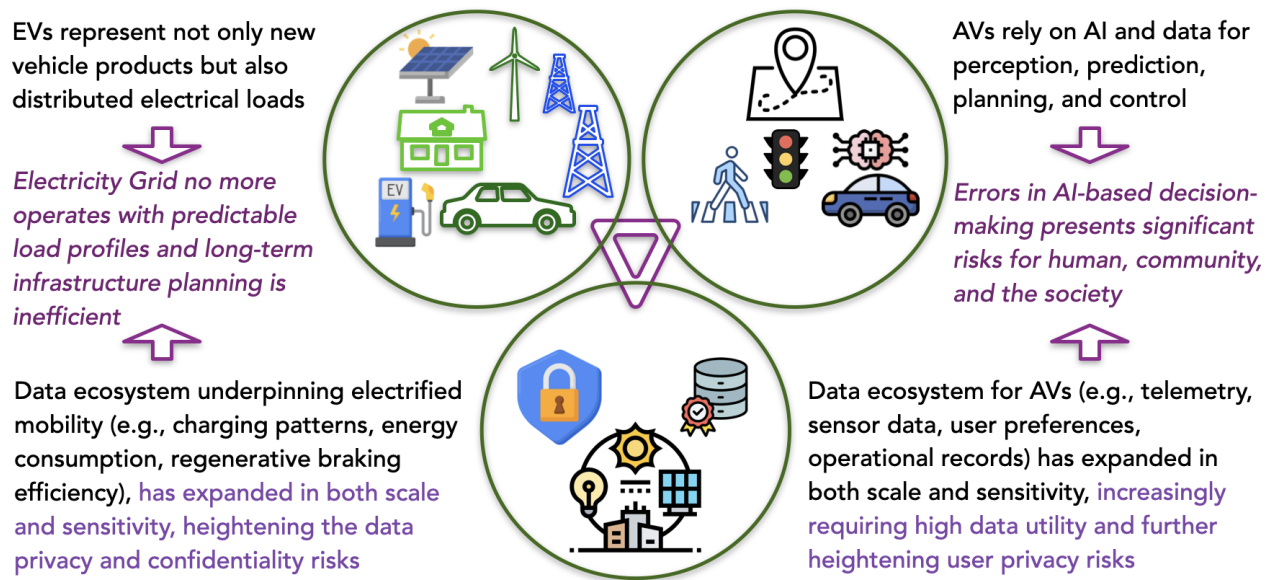 EVs represent not only new
vehicle products but also
distributed electrical loads
Electricity Grid no more
operates with predictable
load profiles and long-term
infrastructure planning is
inefficient
Data ecosystem underpinning electrified
mobility (e.g., charging patterns, energy
consumption, regenerative braking
efficiency), has expanded in both scale
and sensitivity, heightening the data
privacy and confidentiality risks
EV
AVs rely on AI and data for
perception, prediction,
planning, and control
Errors in AI-based decision-
making presents significant
risks for human, community,
and the society
Data ecosystem for AVs (e.g., telemetry,
sensor data, user preferences,
operational records) has expanded in
both scale and sensitivity, increasingly
requiring high data utility and further
heightening user privacy risks